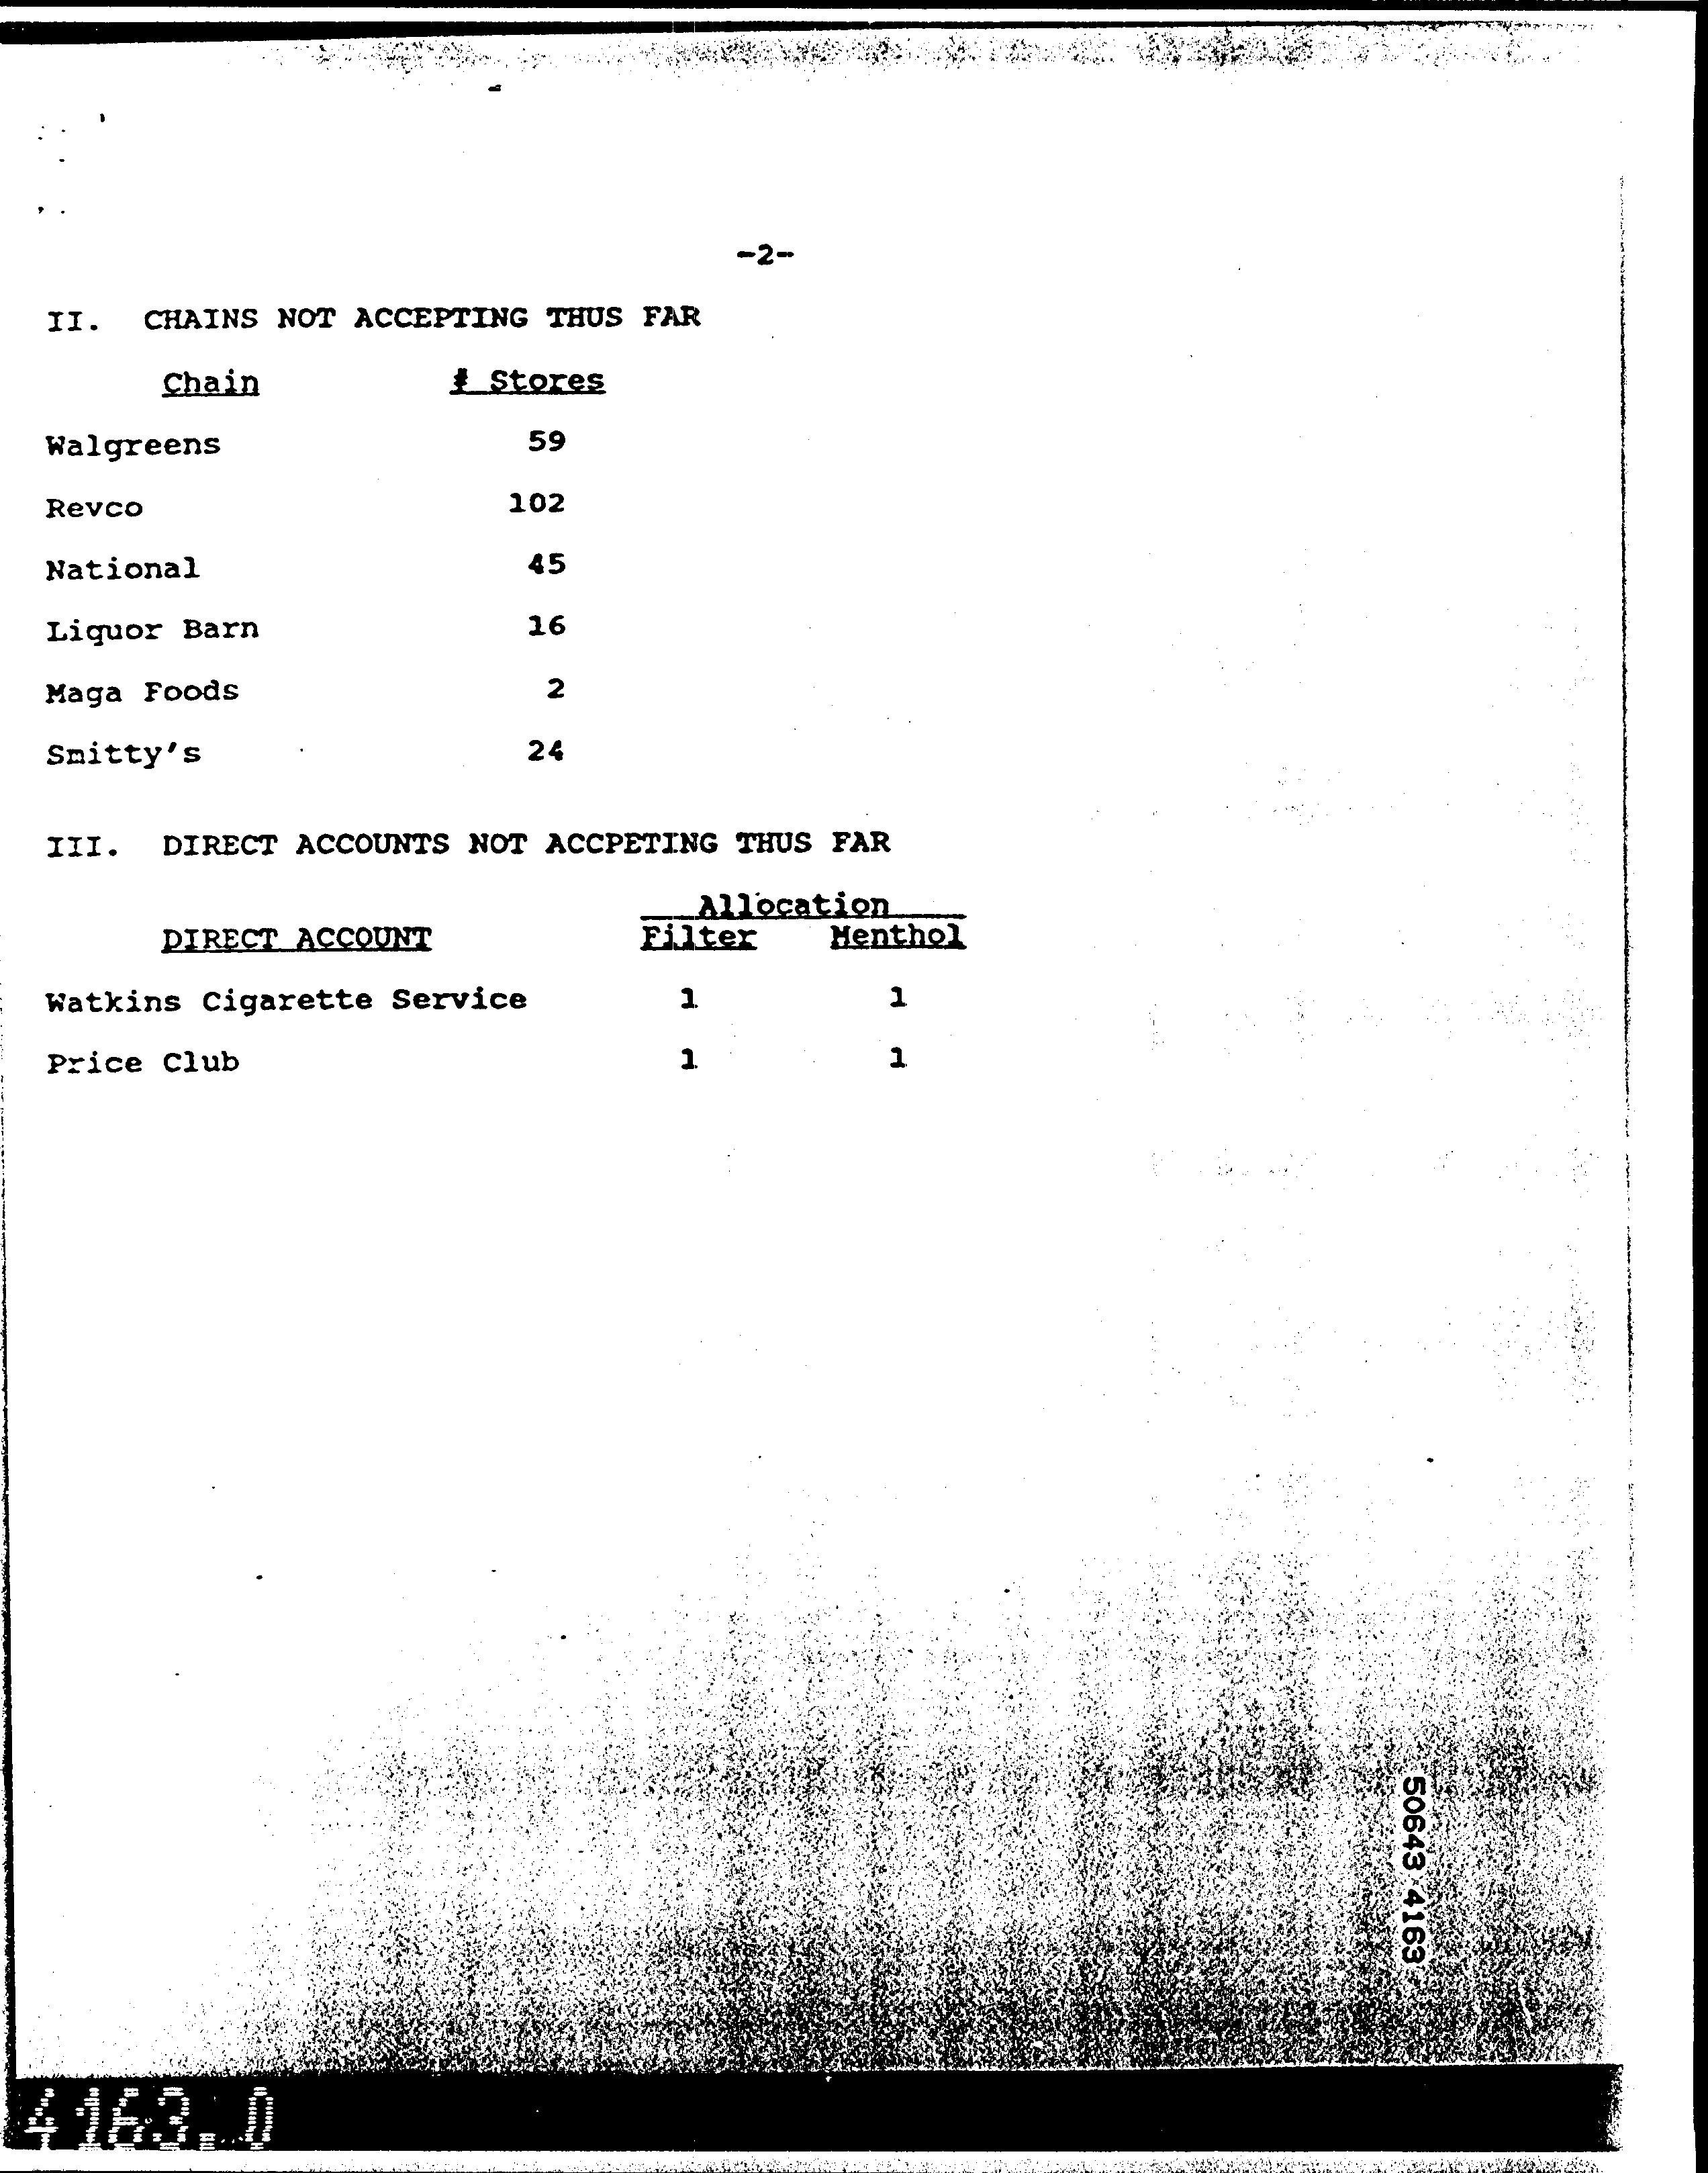 -2-
II. CHAINS NOT ACCEPTING THUS FAR
Chain # Stores
Walgreens 59
Revco 102
National 45
Liquor Barn 16
Maga Foods 2
Smitty's 24
III. DIRECT ACCOUNTS NOT ACCPETING THUS FAR
Allocation
DIRECT ACCOUNT Filter Menthol
Watkins Cigarette Service 1 1
Price Club 1 1
50643 4163
4163.0